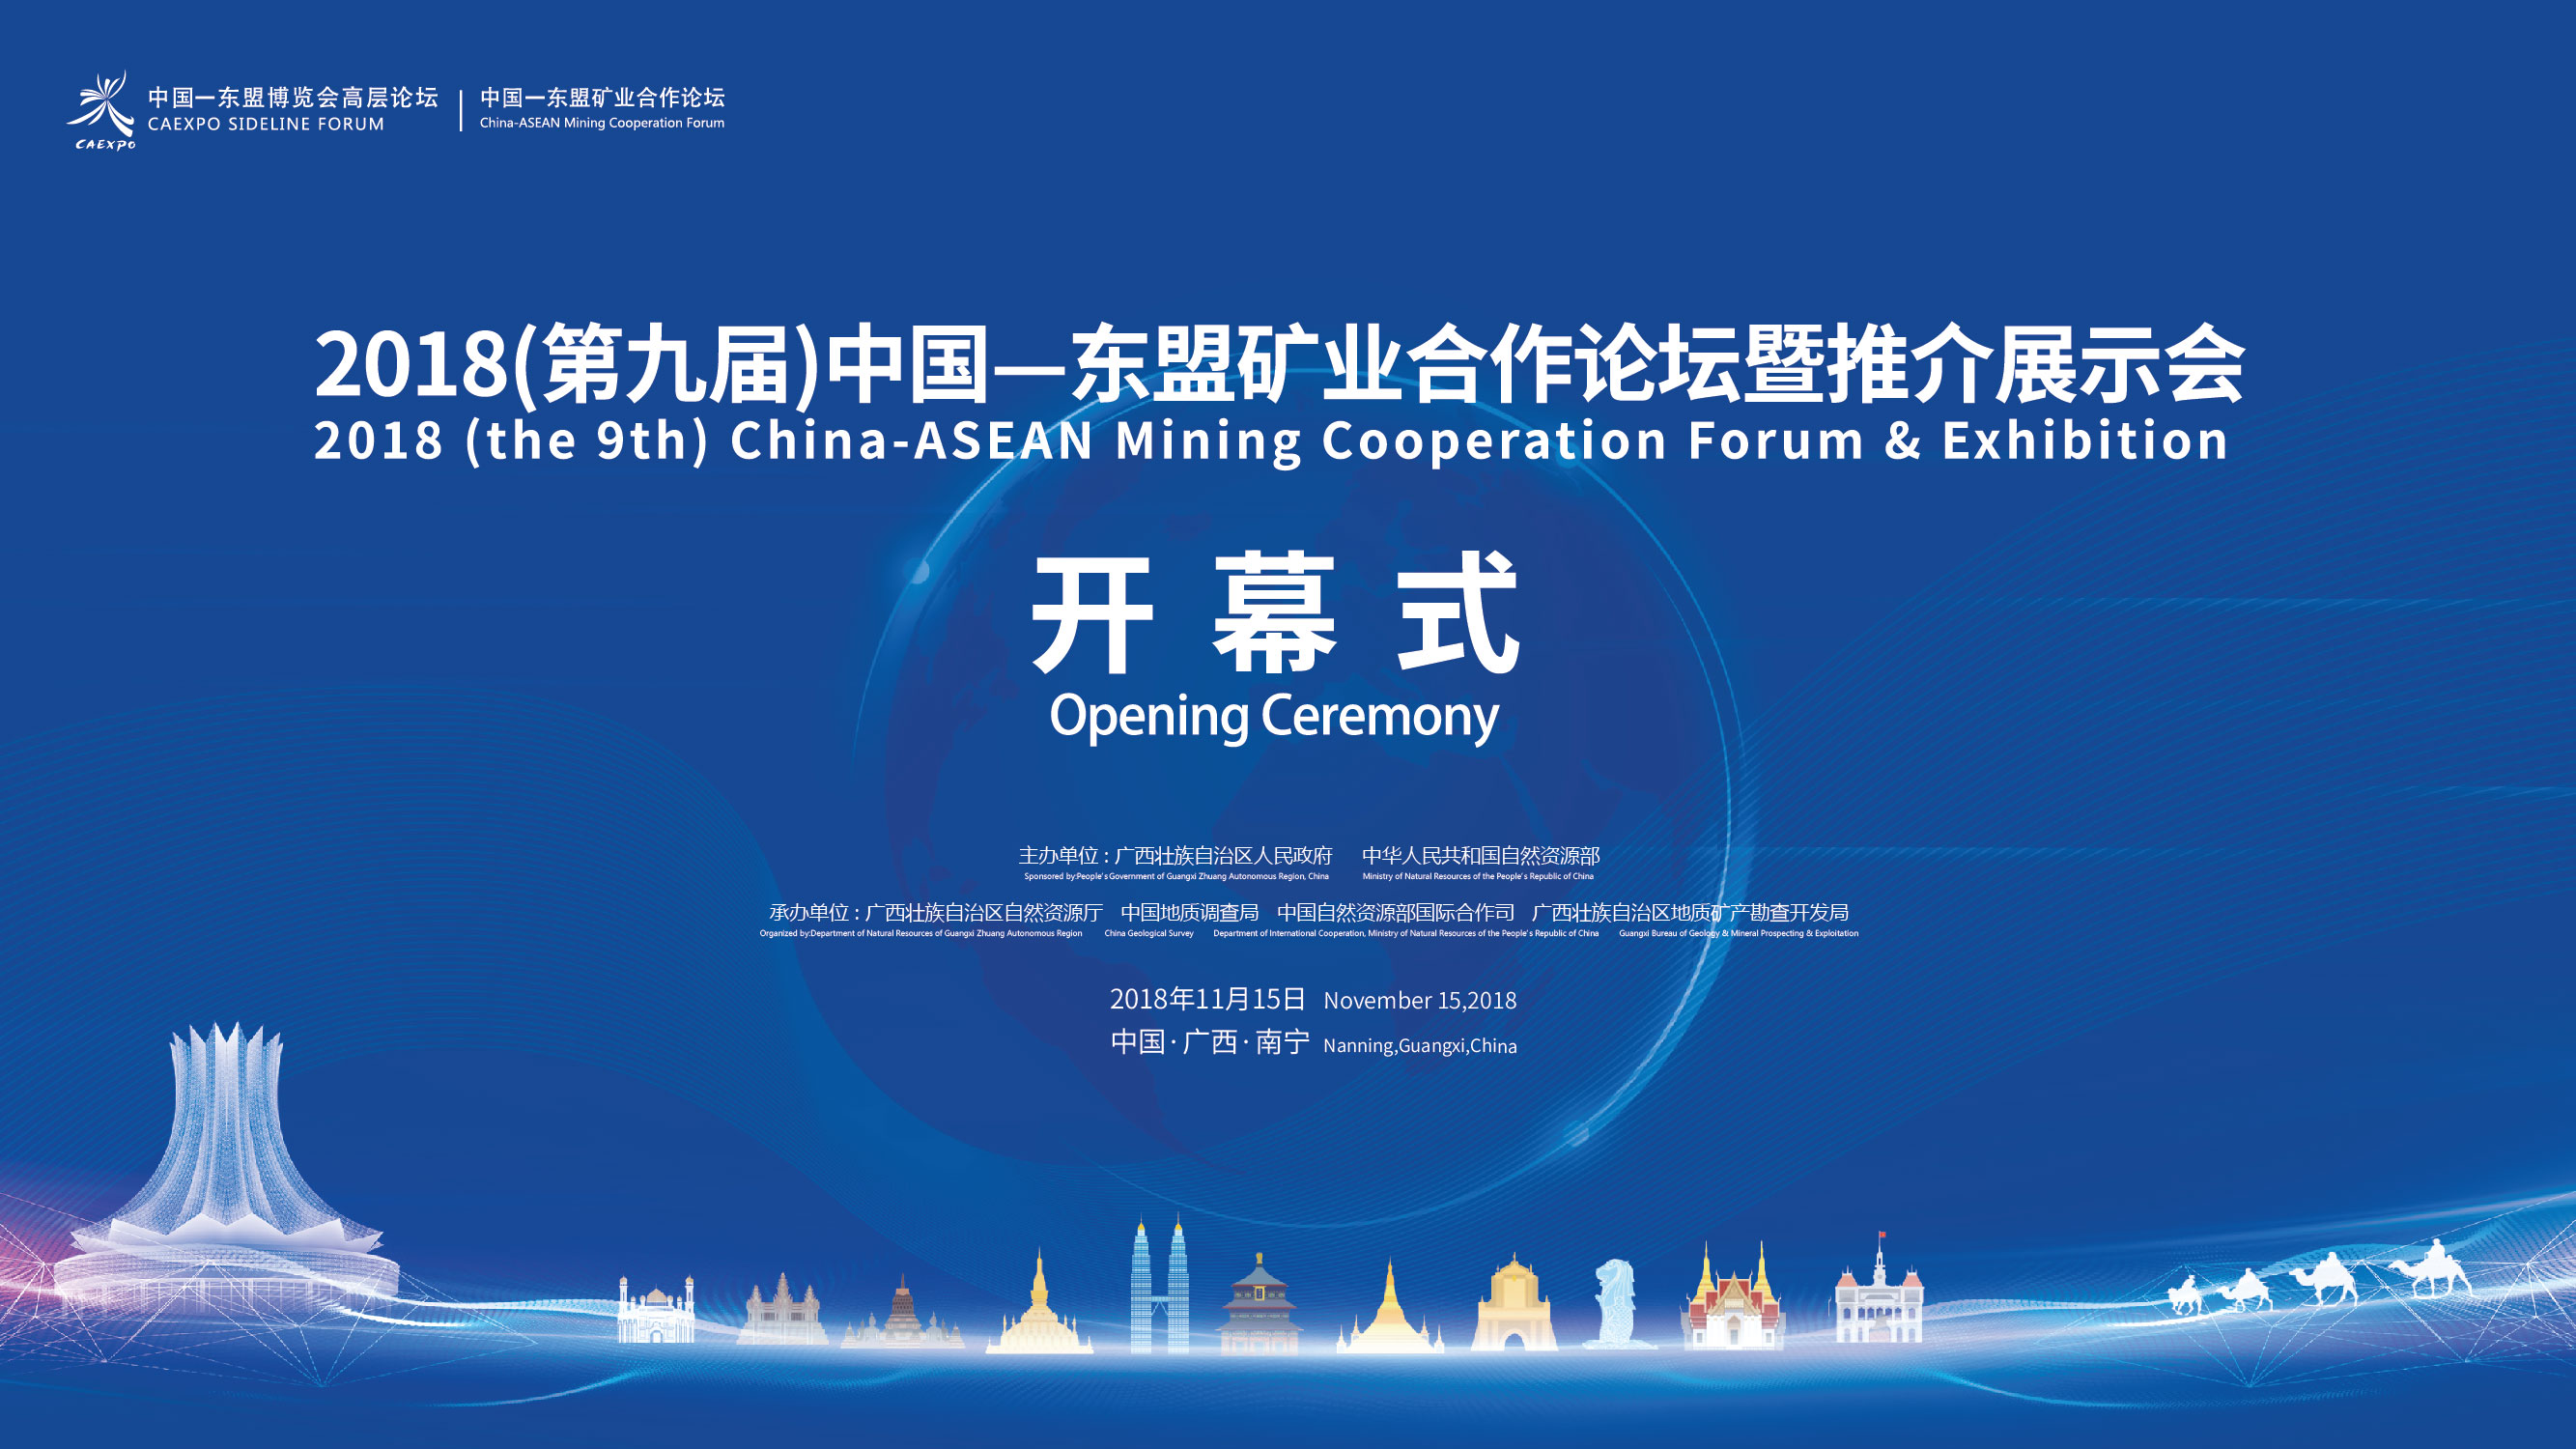 中国—东盟博览会高层论坛 中国—东盟矿业合作论坛
CAEXPO SIDELINE FORUM China-ASEAN Mining Cooperation Forum
CAEXPO
2018(第九届)中国—东盟矿业合作论坛暨推介展示会
2018 (the 9th) China-ASEAN Mining Cooperation Forum & Exhibition
开幕式
Opening Ceremony
主办单位：广西壮族自治区人民政府 中华人民共和国自然资源部
Sponsored by:People's Government of Guangxi Zhuang Autonomous Region, China Ministry of Natural Resources of the People's Republic of China
承办单位：广西壮族自治区自然资源厅 中国地质调查局 中国自然资源部国际合作司 广西壮族自治区地质矿产勘查开发局
Organized by:Department of Natural Resources of Guangxi Zhuang Autonomous Region China Geological Survey Department of International Cooperation, Ministry of Natural Resources of the People's Republic of China Guangxi Bureau of Geology & Mineral Prospecting & Exploitation
2018年11月15日 November 15,2018
中国·广西·南宁 Nanning,Guangxi,China